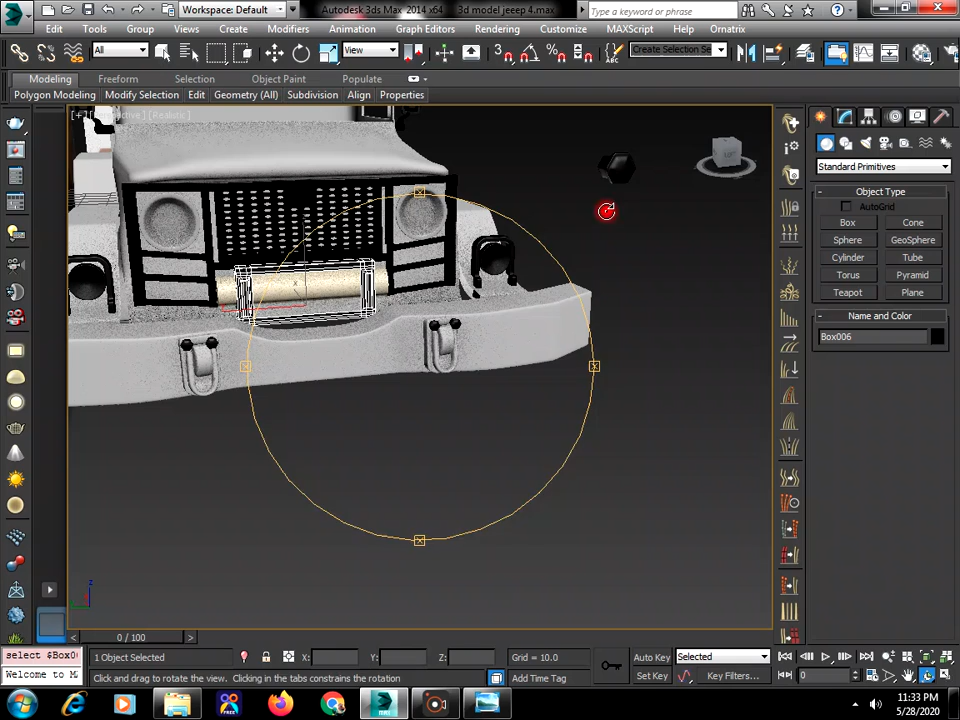 Workspace: Default
Autodesk 3ds Max 2014 x64
3d model jeeep 4.max
Type a keyword or phrase
Edit Tools Group Views Create Modifiers Animation Graph Editors Rendering Customize MAXScript Help Ornatrix
All View Create Selection Se
Modeling Freeform Selection Object Paint Populate
Polygon Modeling Modify Selection Edit Geometry (All) Subdivision Align Properties
[Realistic]
Standard Primitives
Object Type
AutoGrid
Box Cone
Sphere GeoSphere
Cylinder Tube
Torus Pyramid
Teapot Plane
Name and Color
Box006
0 / 100
select $Box0
Welcome to M
1 Object Selected X: Y: Z: Grid = 10.0 Auto Key Selected
Click and drag to rotate the view. Clicking in the tabs constrains the rotation Add Time Tag Set Key Key Filters... 0
11:33 PM
5/28/2020